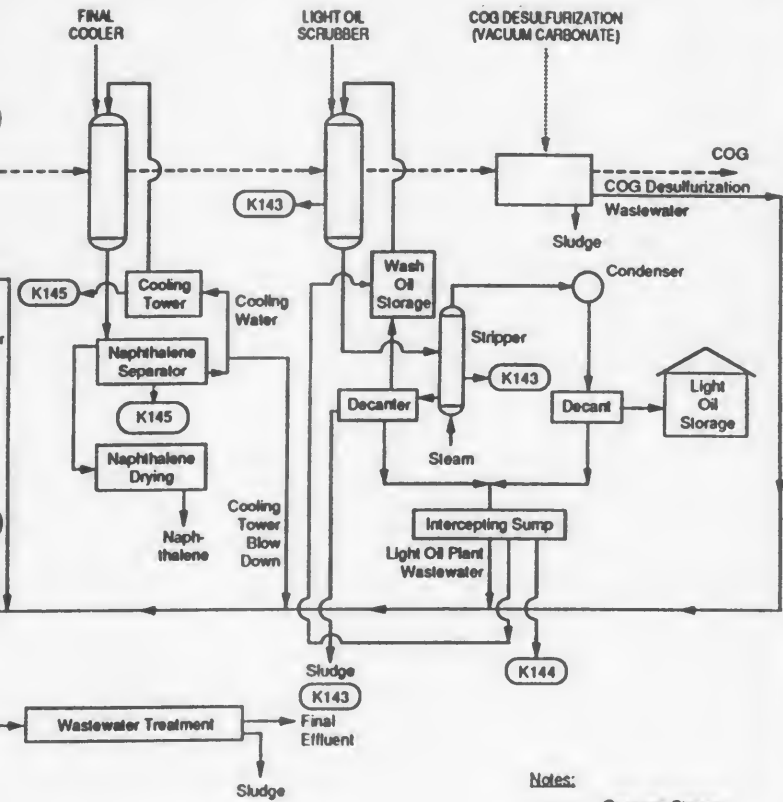 FINAL
COOLER
LIGHT OIL
SCRUBBER
COG DESULFURIZATION
(VACUUM CARBONATE)
COG
COG Desulfurization
Wastewater
K143
Sludge
Wash
Oil
Storage
Condenser
K145
Cooling
Tower
Cooling
Water
Stripper
Naphthalene
Separator
K143
Light
Oil
Storage
Decanter
Decant
K145
Steam
Naphthalene
Drying
Cooling
Tower
Blow
Down
Intercepting Sump
Naph-
thalene
Light Oil Plant
Wastewater
Sludge
K143
K144
Wastewater Treatment
Final
Effluent
Sludge
Notes: